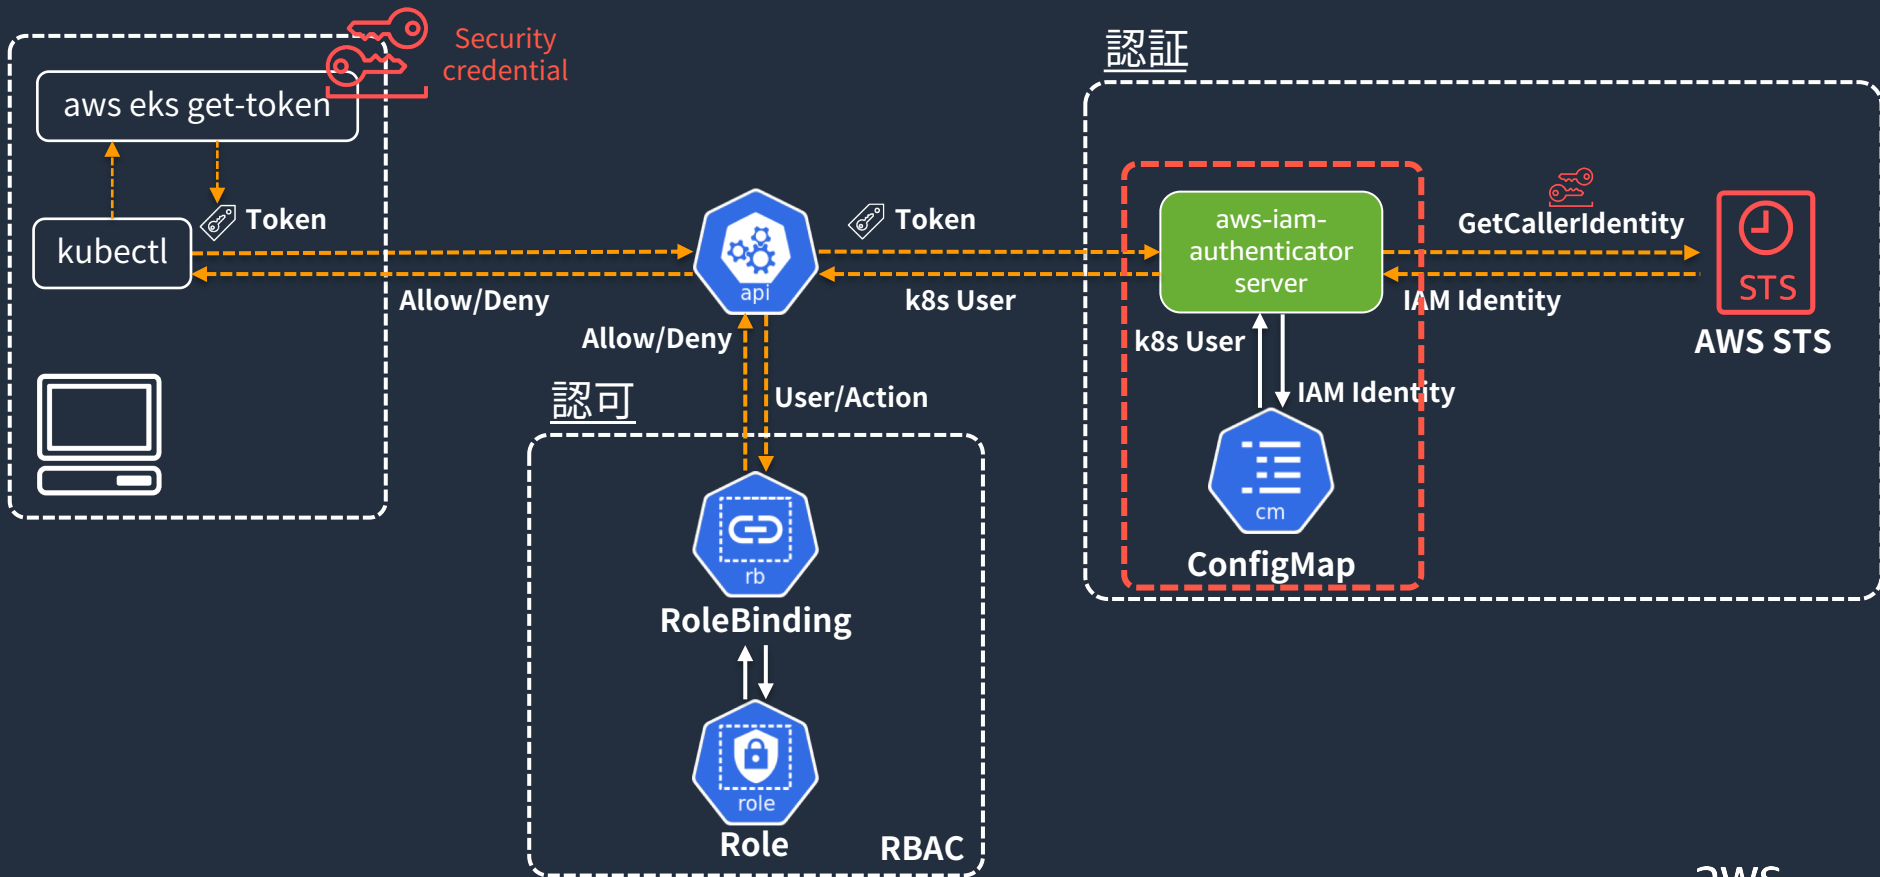 Security
credential
aws eks get-token
kubectl
Token
Allow/Deny
api
Allow/Deny
User/Action
認可
rb
RoleBinding
role
Role
RBAC
認証
Token
k8s User
aws-iam-
authenticator
server
GetCallerIdentity
IAM Identity
STS
AWS STS
k8s User
IAM Identity
cm
ConfigMap
aws